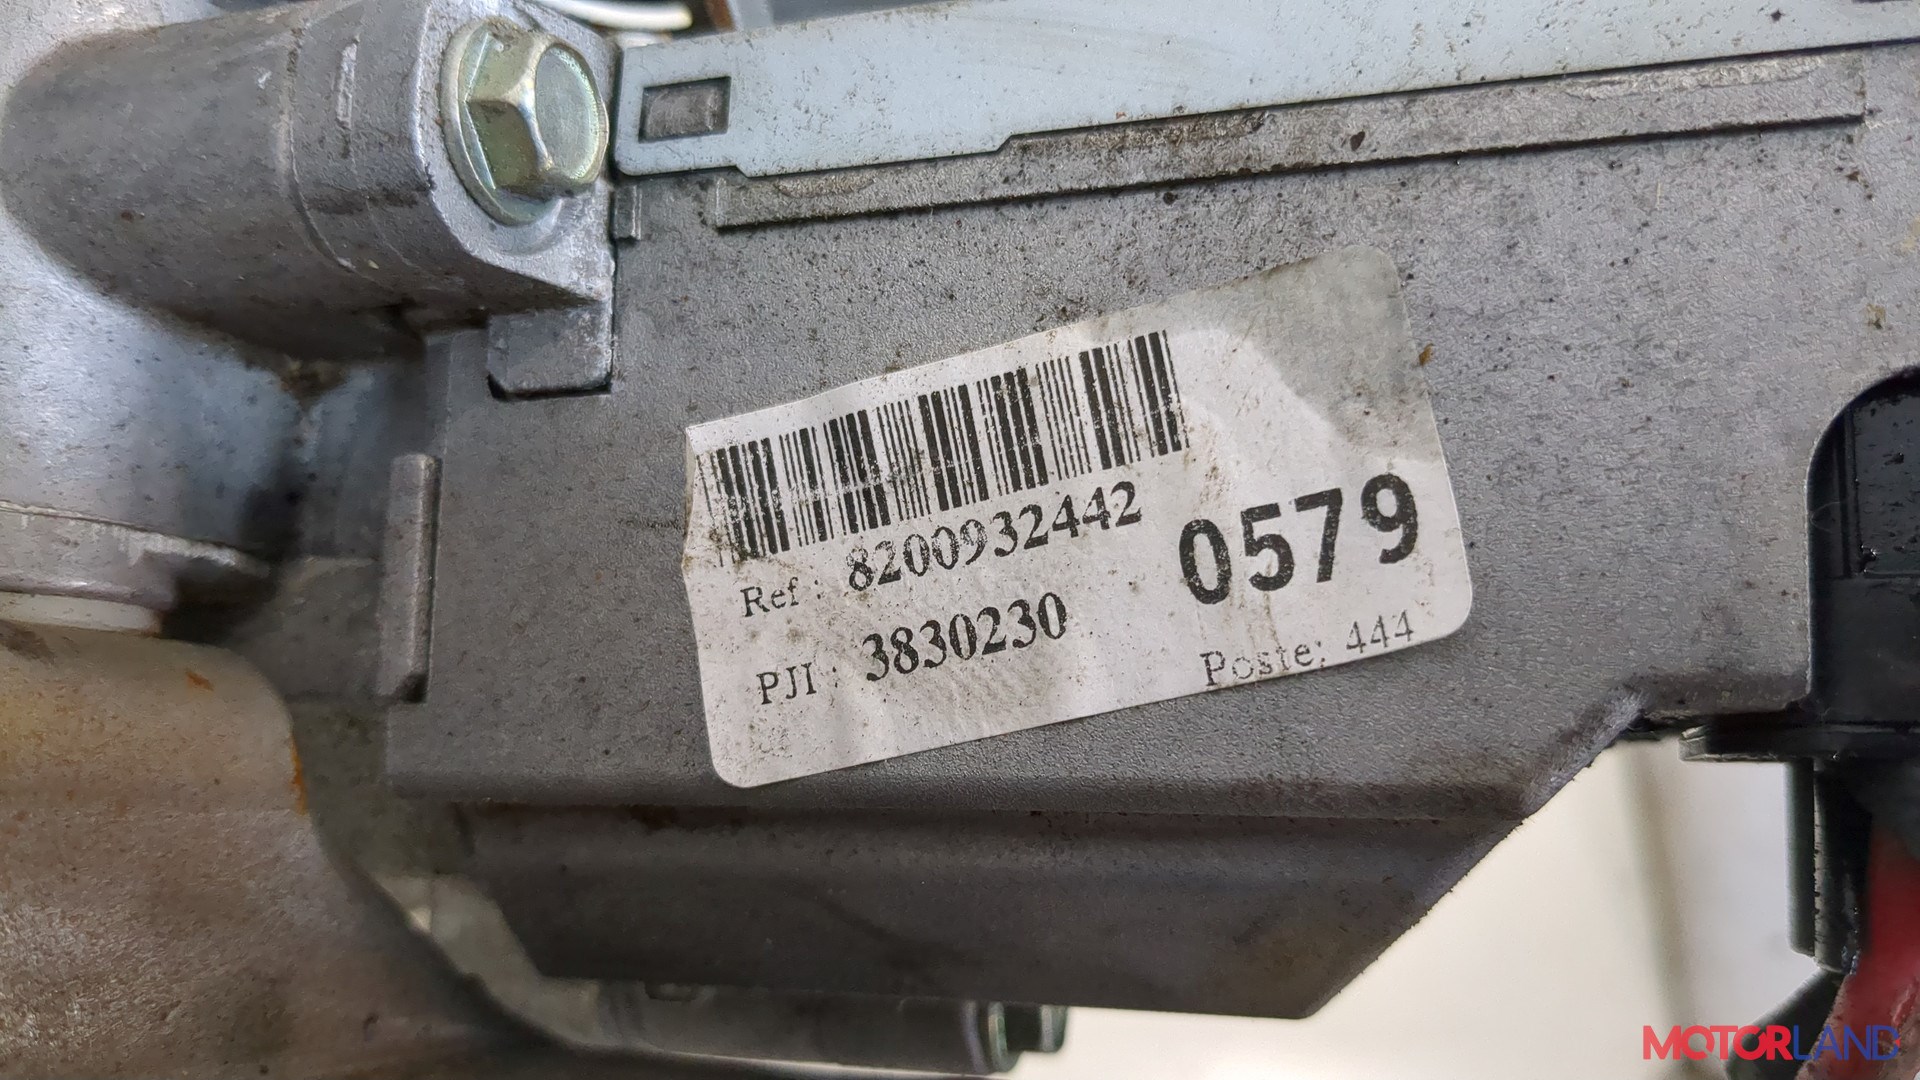 Ref : 8200932442
0579
PJI : 3830230
Poste: 444
MOTORLAND